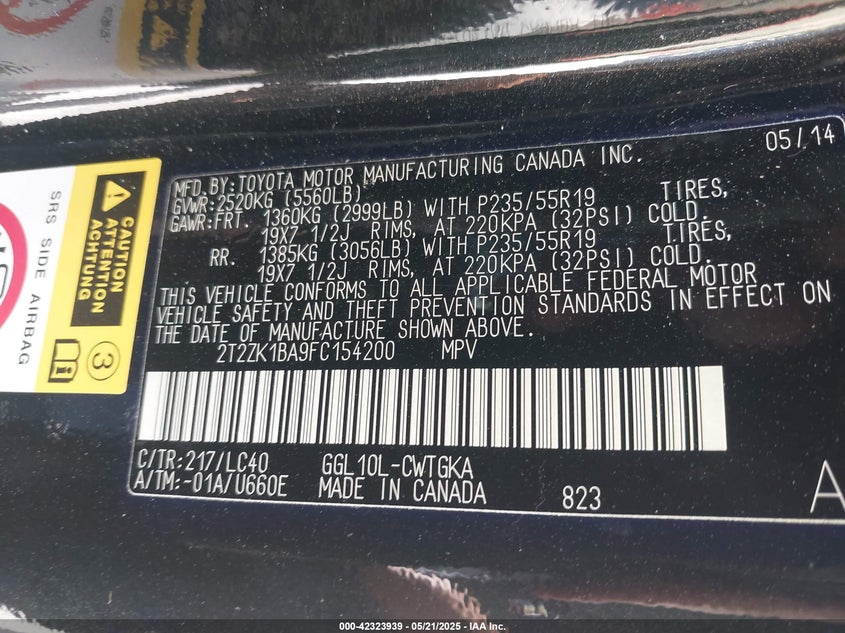 05/14
MFD. BY: TOYOTA MOTOR MANUFACTURING CANADA INC.
GVWR: 2520KG (5560LB)
GAWR: FRT. 1360KG (2999LB) WITH P235/55R19 TIRES,
19X7 1/2J RIMS, AT 220KPA (32PSI) COLD.
RR. 1385KG (3056LB) WITH P235/55R19 TIRES,
19X7 1/2J RIMS, AT 220KPA (32PSI) COLD.
THIS VEHICLE CONFORMS TO ALL APPLICABLE FEDERAL MOTOR
VEHICLE SAFETY AND THEFT PREVENTION STANDARDS IN EFFECT ON
THE DATE OF MANUFACTURE SHOWN ABOVE.
2T2ZK1BA9FC154200 MPV
C/TR: 217/LC40 GGL10L-CWTGKA
A/TM: -01A/U660E MADE IN CANADA 823
A
SRS SIDE AIRBAG
CAUTION
ATTENTION
ACHTUNG
3
000-42323939 - 05/21/2025 - IAA Inc.